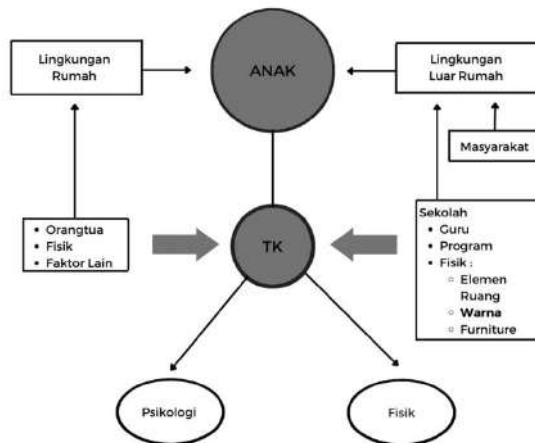 Lingkungan
Rumah
ANAK
Lingkungan
Luar Rumah
Masyarakat
Orangtua
Fisik
Faktor Lain
TK
Sekolah
Guru
Program
Fisik :
Elemen
Ruang
Warna
Furniture
Psikologi
Fisik